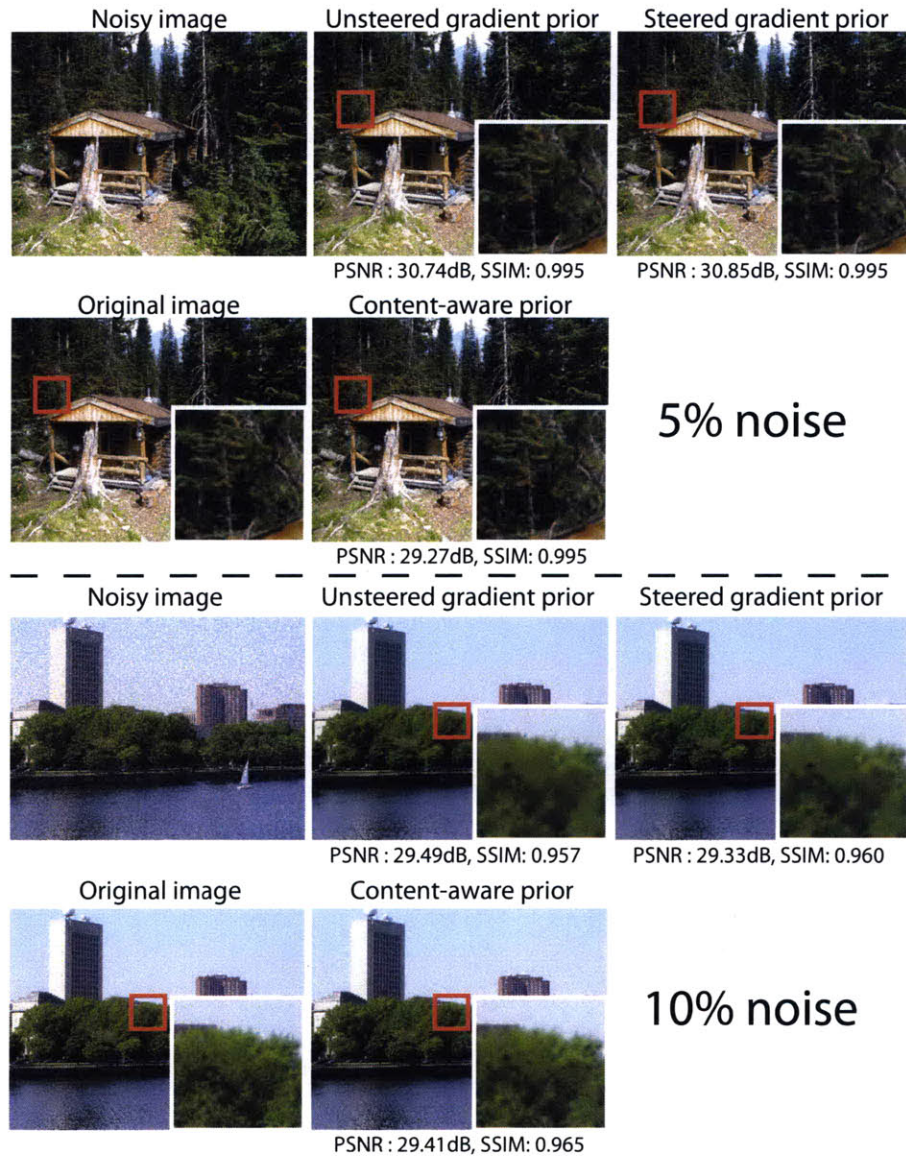 Noisy image
Unsteered gradient prior
Steered gradient prior
PSNR : 30.74dB, SSIM: 0.995
PSNR : 30.85dB, SSIM: 0.995
Original image
Content-aware prior
5% noise
PSNR : 29.27dB, SSIM: 0.995
Noisy image
Unsteered gradient prior
Steered gradient prior
PSNR : 29.49dB, SSIM: 0.957
PSNR : 29.33dB, SSIM: 0.960
Original image
Content-aware prior
10% noise
PSNR : 29.41dB, SSIM: 0.965